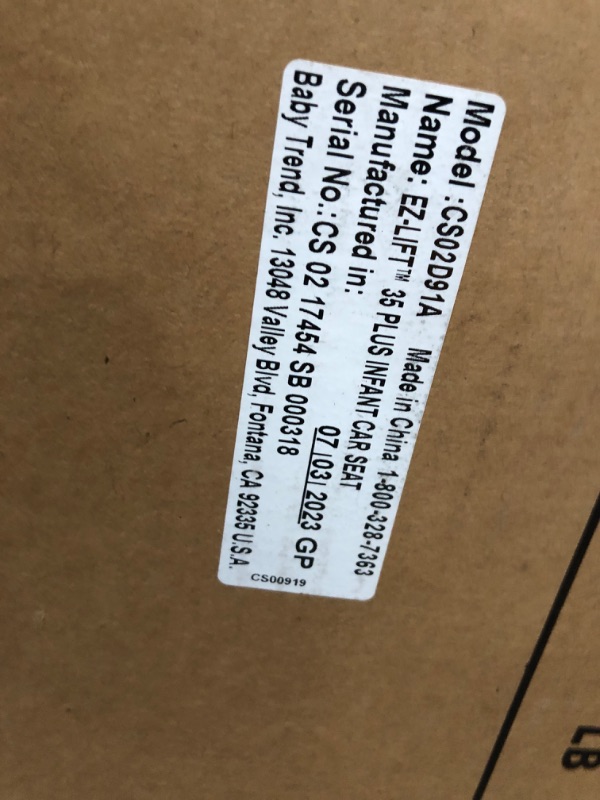 Model :CS02D91A Made in China 1-800-328-7363
Name: EZ-LIFT™ 35 PLUS INFANT CAR SEAT
Manufactured in: 07|03|2023 GP
Serial No.:CS 02 17454 SB 000318
Baby Trend, Inc. 13048 Valley Blvd, Fontana, CA 92335 U.S.A.
CS00919
LB